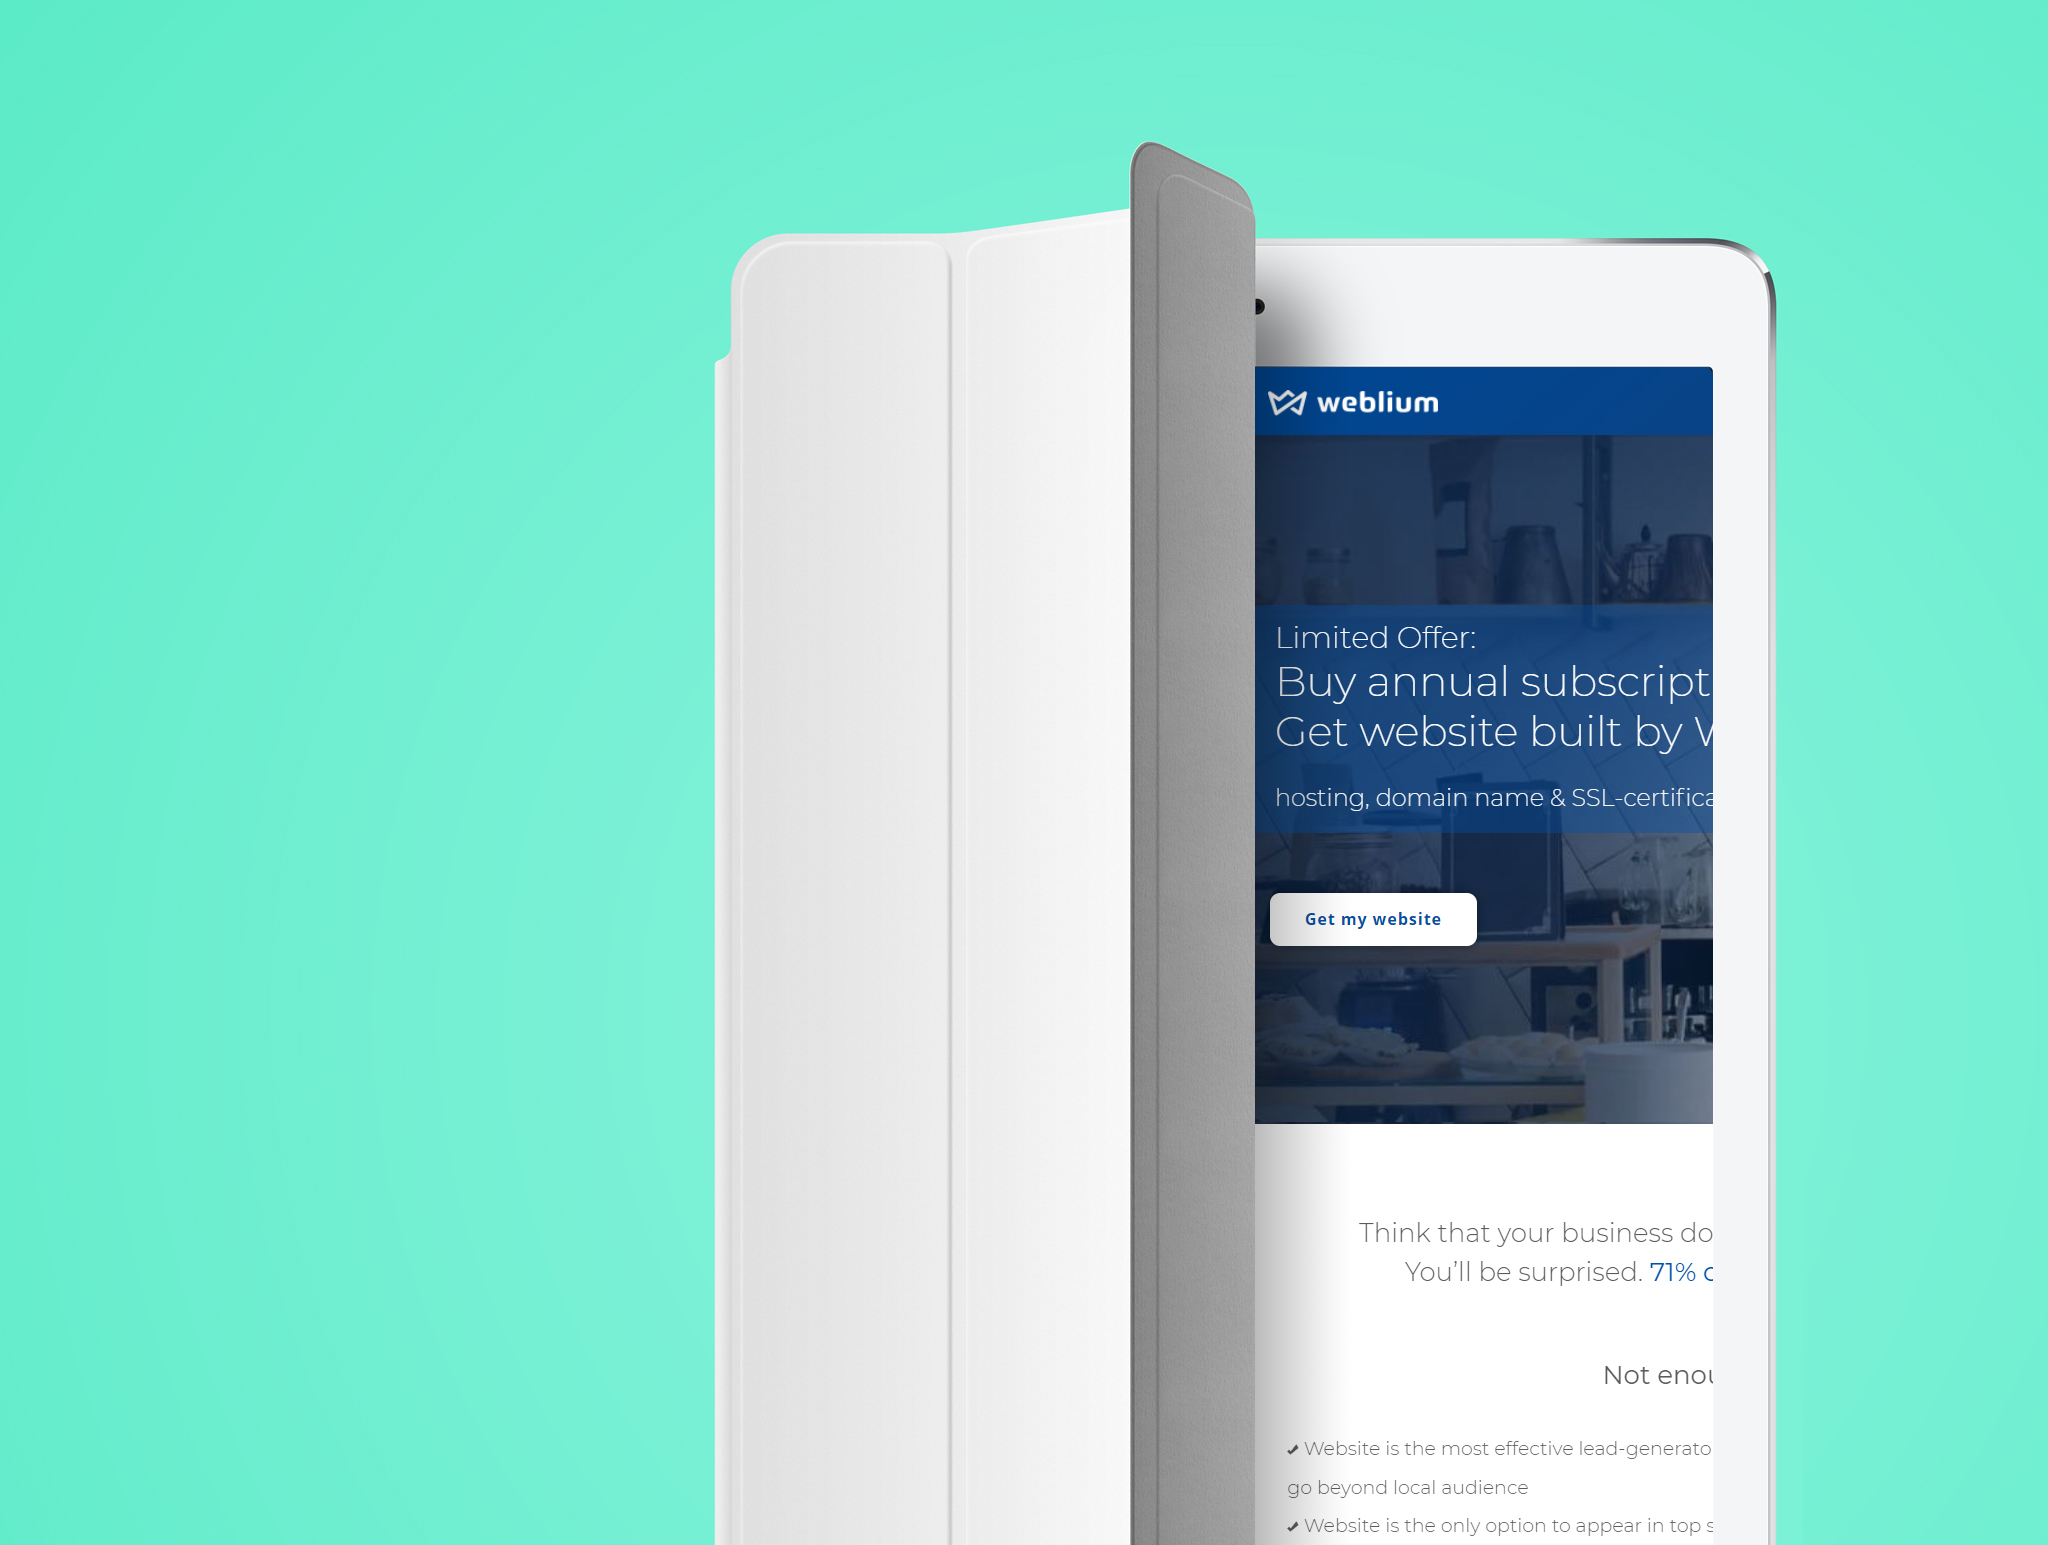 weblium
Limited Offer:
Buy annual subscript
Get website built by
hosting, domain name & SSL-certifica
Get my website
Think that your business do
You'll be surprised. 71%
Not enou
✔ Website is the most effective lead-generato
go beyond local audience
✔ Website is the only option to appear in top s